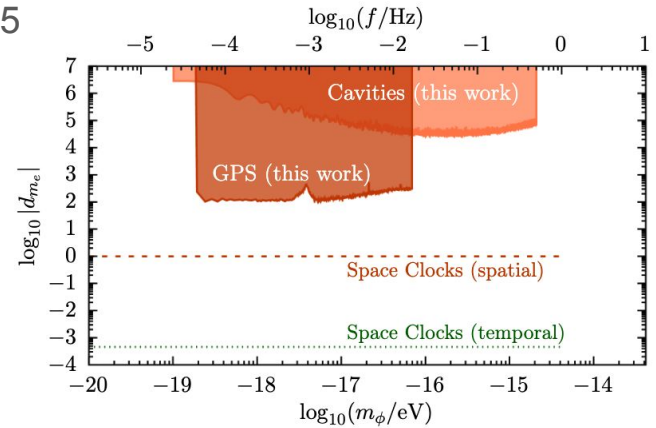 5
log₁₀(f/Hz)
−5 −4 −3 −2 −1 0 1
7
6
5
4
3
2
1
0
−1
−2
−3
−4
log₁₀|dₘₑ|
Cavities (this work)
GPS (this work)
Space Clocks (spatial)
Space Clocks (temporal)
−20 −19 −18 −17 −16 −15 −14
log₁₀(m_ϕ/eV)